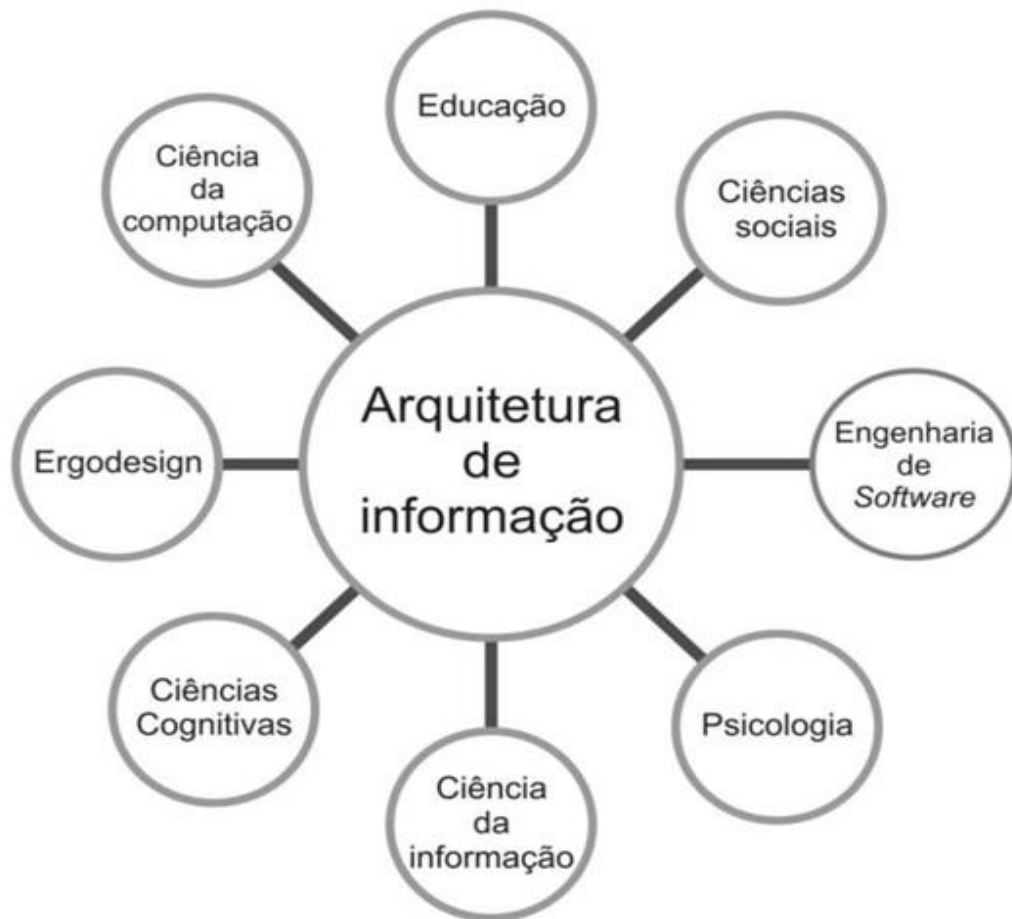 Educação
Ciência
da
computação
Ciências
sociais
Arquitetura
de
informação
Ergodesign
Engenharia
de
Software
Ciências
Cognitivas
Psicologia
Ciência
da
informação